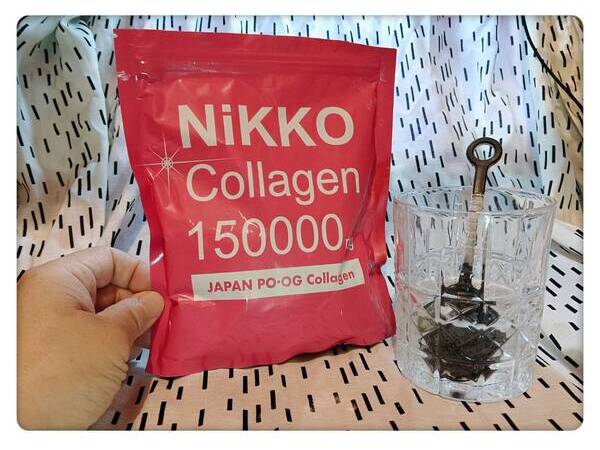 NiKKO
Collagen
150000
JAPAN PO-OG Collagen